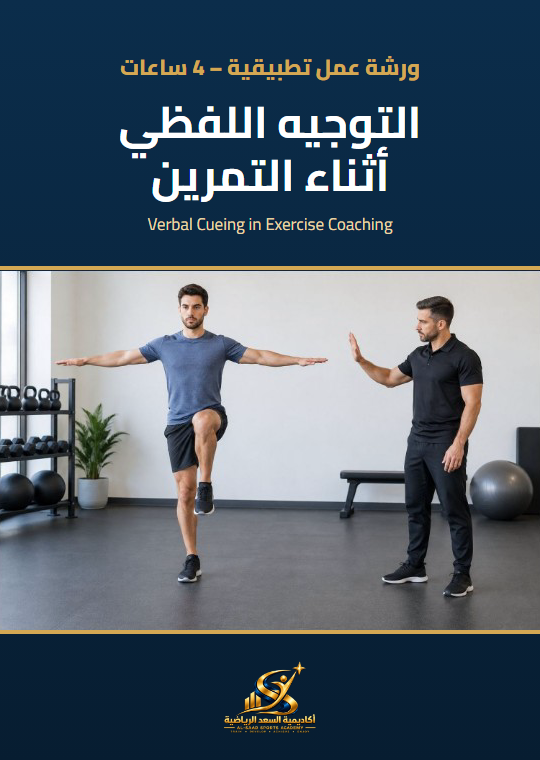 ورشة عمل تطبيقية – 4 ساعات
التوجيه اللفظي
أثناء التمرين
Verbal Cueing in Exercise Coaching
أكاديمية السعد الرياضية
AL-SAAD SPORTS ACADEMY